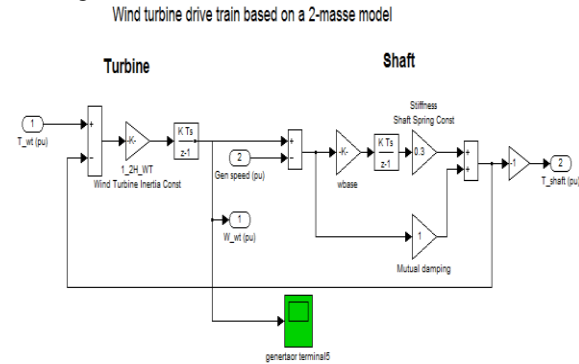 Wind turbine drive train based on a 2-masse model
Turbine
Shaft
Stiffness
Shaft Spring Const
1
T_wt (pu)
+
−
-K-
1_2H_WT
Wind Turbine Inertia Const
K Ts
z-1
2
Gen speed (pu)
+
−
-K-
wbase
K Ts
z-1
0.3
+
+
-1
2
T_shaft (pu)
1
W_wt (pu)
1
Mutual damping
genertaor terminal5